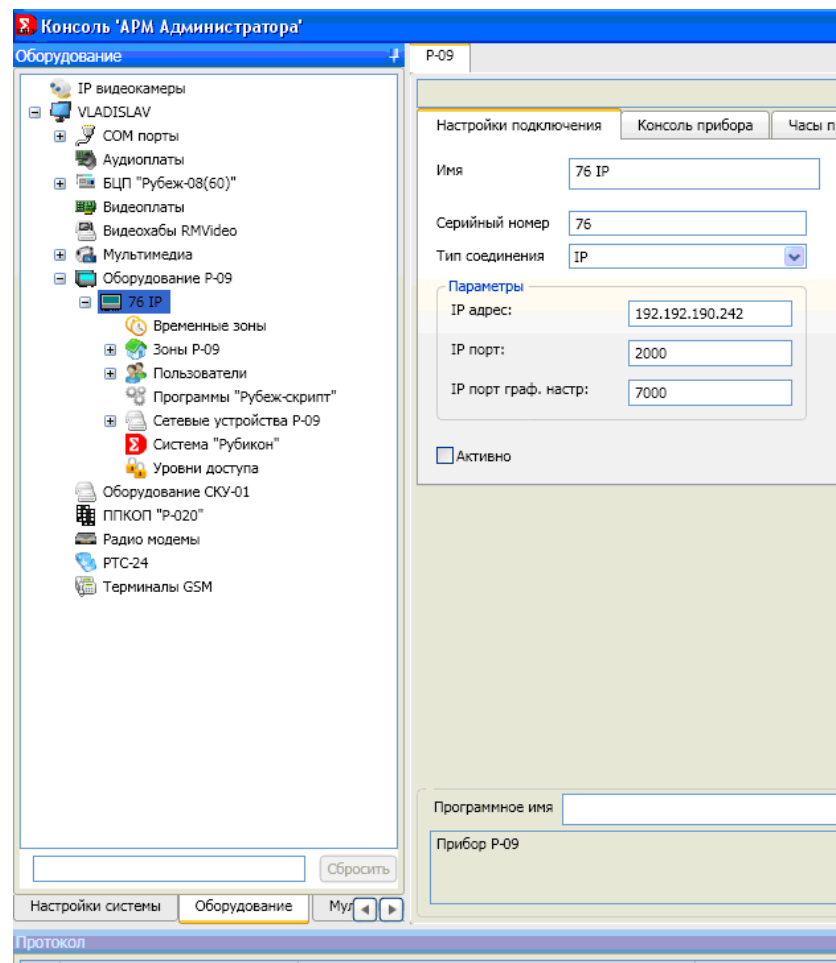 Консоль 'АРМ Администратора'
Оборудование
IP видеокамеры
VLADISLAV
COM порты
Аудиоплаты
БЦП "Рубеж-08(60)"
Видеоплаты
Видеохабы RMVideo
Мультимедиа
Оборудование Р-09
76 IP
Временные зоны
Зоны Р-09
Пользователи
Программы "Рубеж-скрипт"
Сетевые устройства Р-09
Система "Рубикон"
Уровни доступа
Оборудование СКУ-01
ППКОП "Р-020"
Радио модемы
РТС-24
Терминалы GSM
Сбросить
Настройки системы Оборудование Мул
Р-09
Настройки подключения Консоль прибора Часы п
Имя 76 IP
Серийный номер 76
Тип соединения IP
Параметры
IP адрес: 192.192.190.242
IP порт: 2000
IP порт граф. настр: 7000
Активно
Программное имя
Прибор Р-09
Протокол